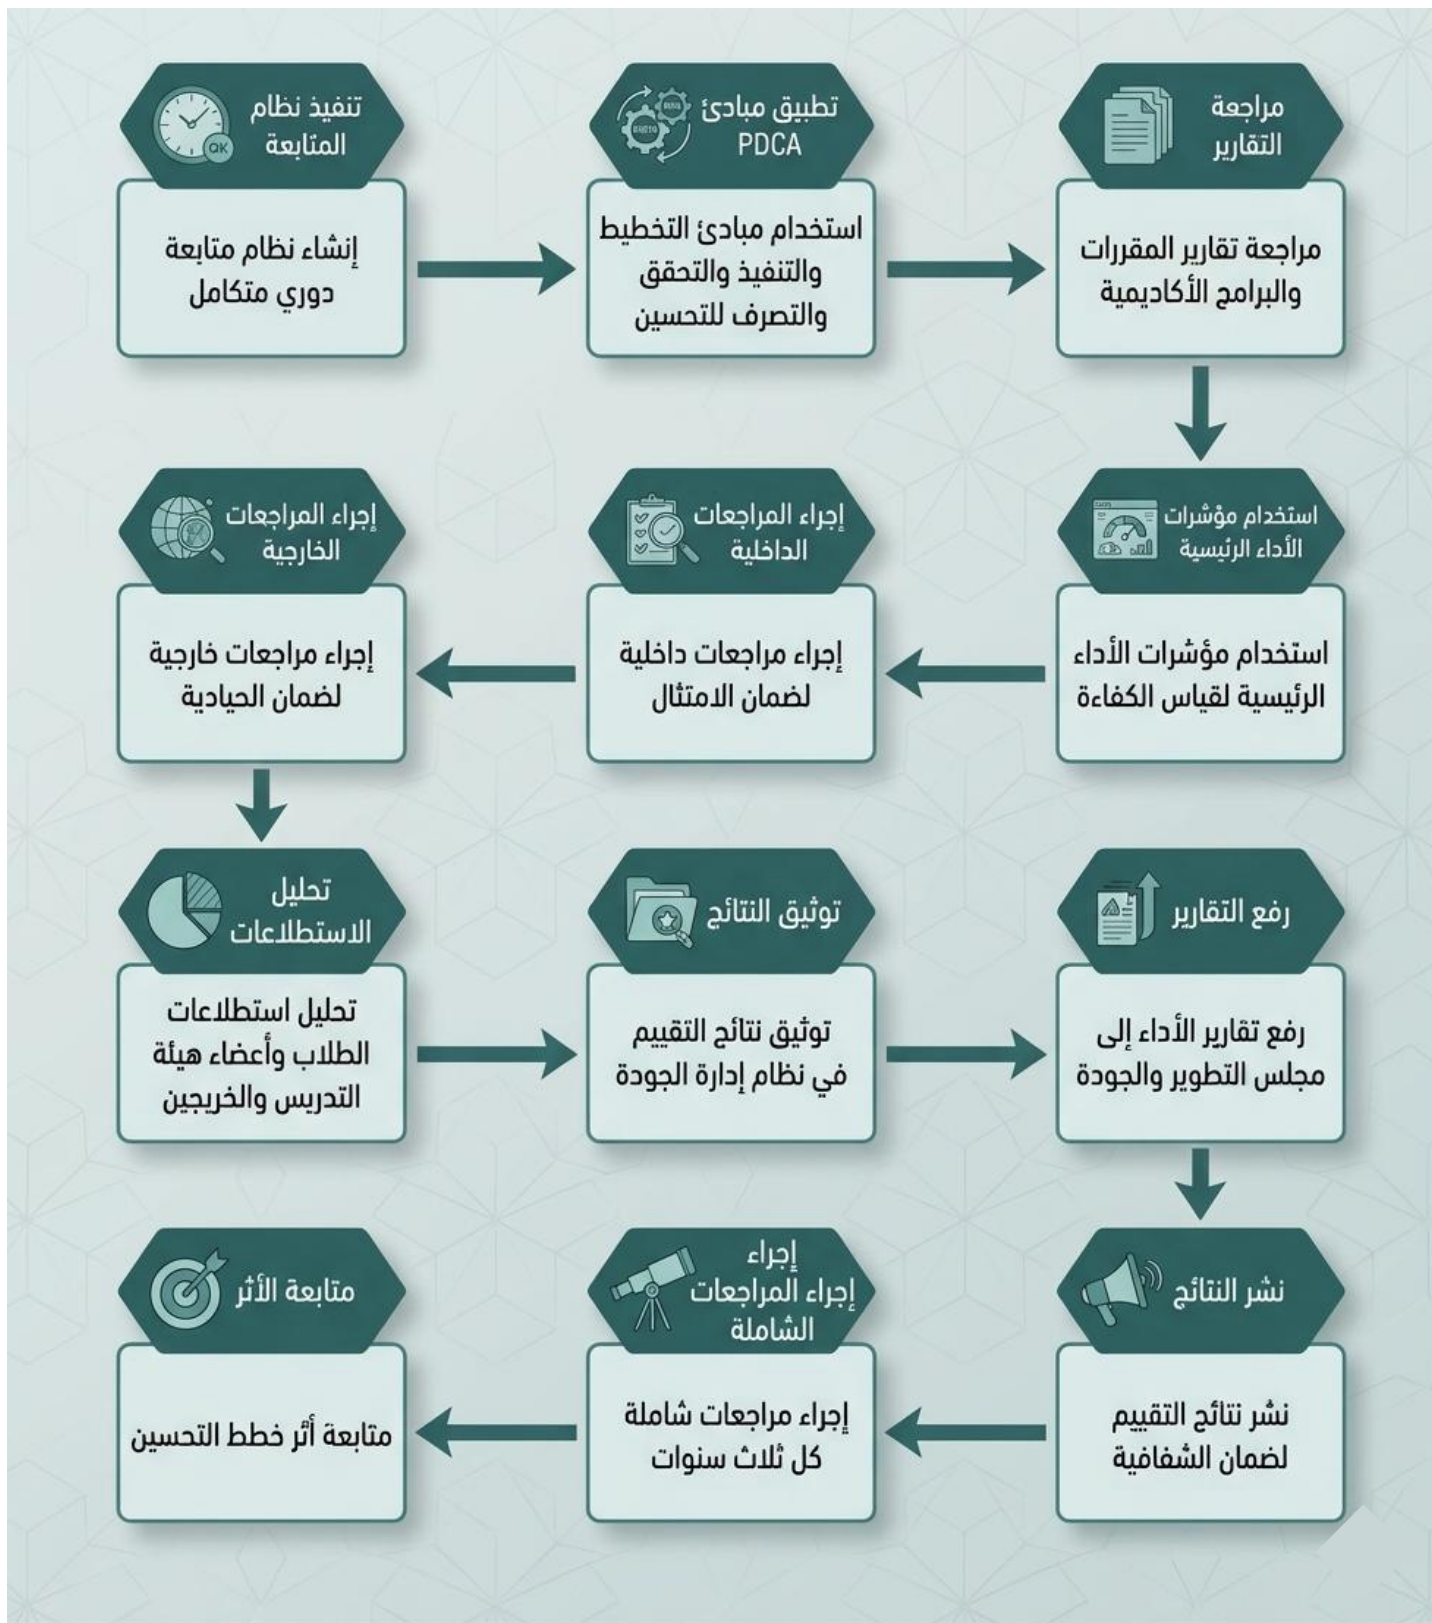 تنفيذ نظام
المتابعة
QK
إنشاء نظام متابعة
دوري متكامل
تطبيق مبادئ
PDCA
استخدام مبادئ التخطيط
والتنفيذ والتحقق
والتصرف للتحسين
مراجعة
التقارير
مراجعة تقارير المقررات
والبرامج الأكاديمية
استخدام مؤشرات
الأداء الرئيسية
استخدام مؤشرات الأداء
الرئيسية لقياس الكفاءة
إجراء المراجعات
الداخلية
إجراء مراجعات داخلية
لضمان الامتثال
إجراء المراجعات
الخارجية
إجراء مراجعات خارجية
لضمان الحيادية
تحليل
الاستطلاعات
تحليل استطلاعات
الطلاب وأعضاء هيئة
التدريس والخريجين
توثيق النتائج
توثيق نتائج التقييم
في نظام إدارة الجودة
رفع التقارير
رفع تقارير الأداء إلى
مجلس التطوير والجودة
نشر النتائج
نشر نتائج التقييم
لضمان الشفافية
إجراء
إجراء المراجعات
الشاملة
إجراء مراجعات شاملة
كل ثلاث سنوات
متابعة الأثر
متابعة أثر خطط التحسين